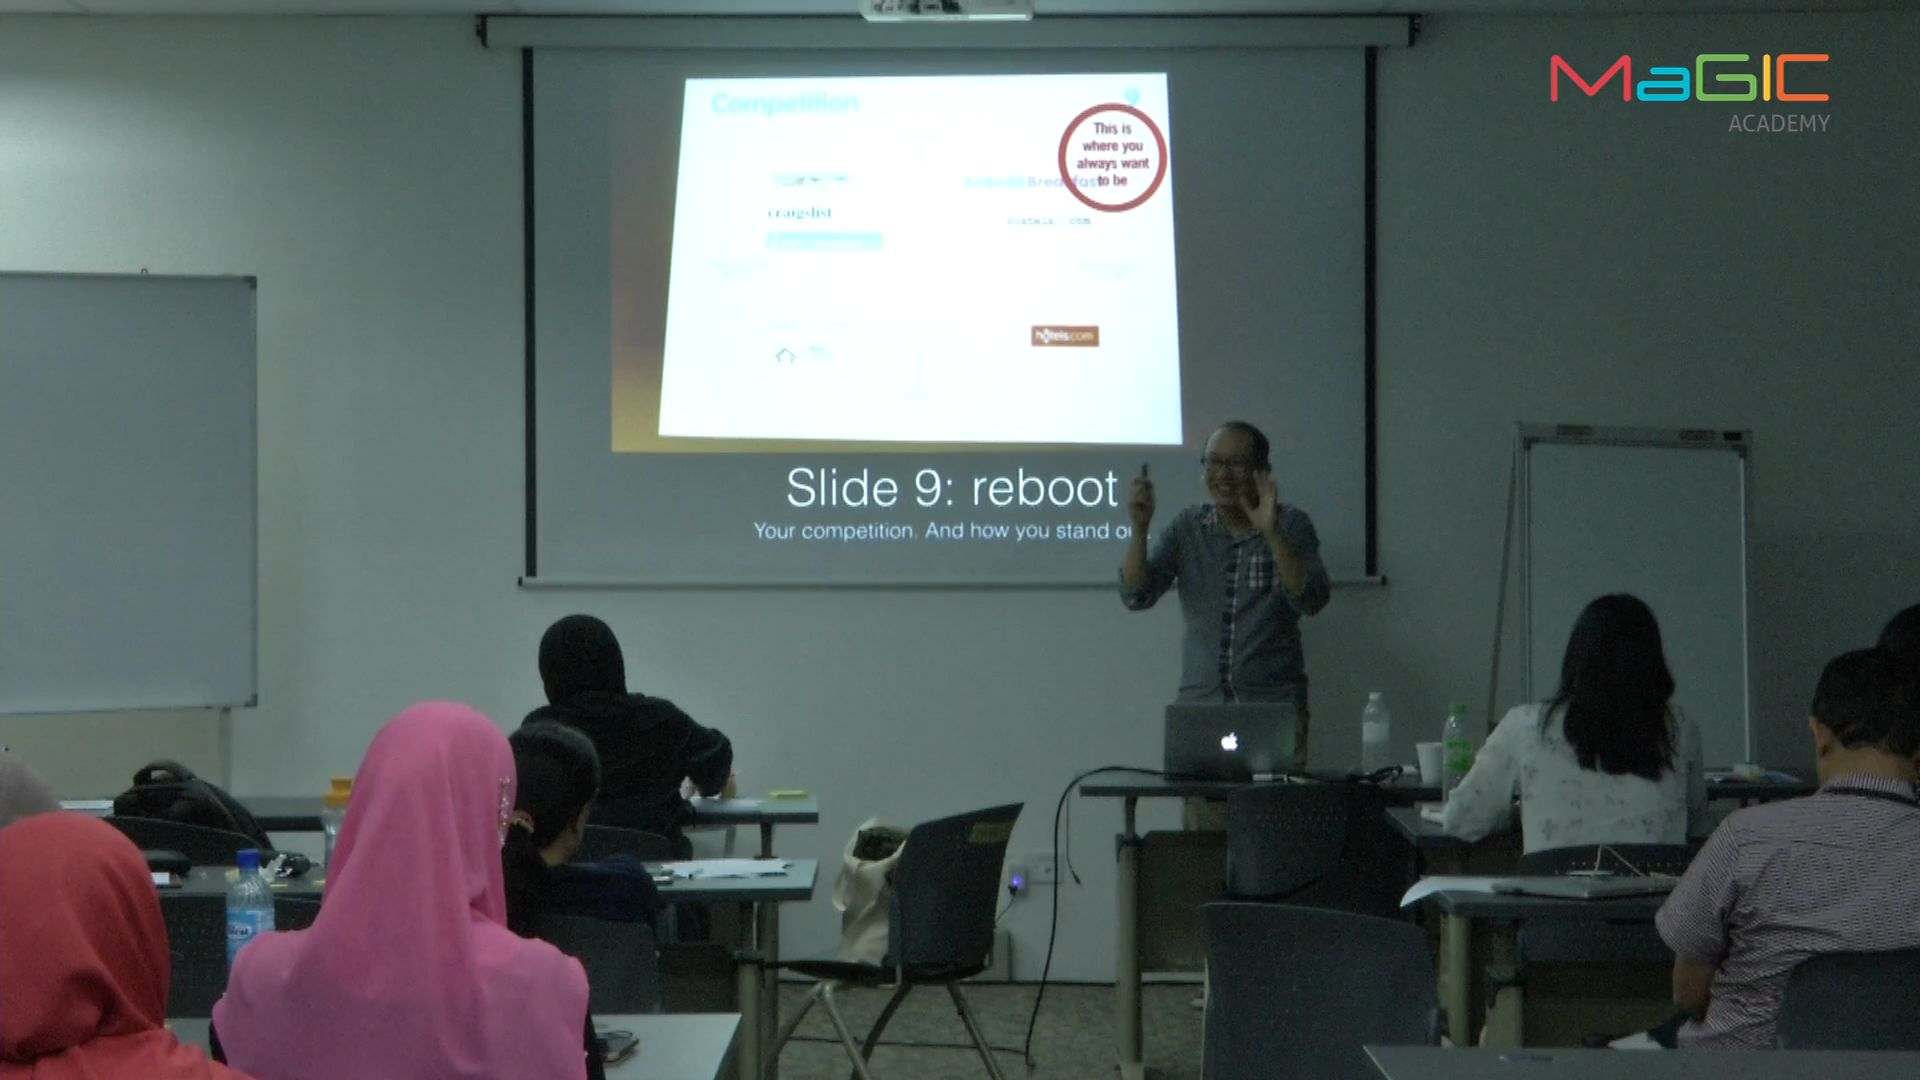 MaGIC
ACADEMY
Competition
9
This is
where you
always want
to be
craigslist
hotels.com
Slide 9: reboot
Your competition. And how you stand